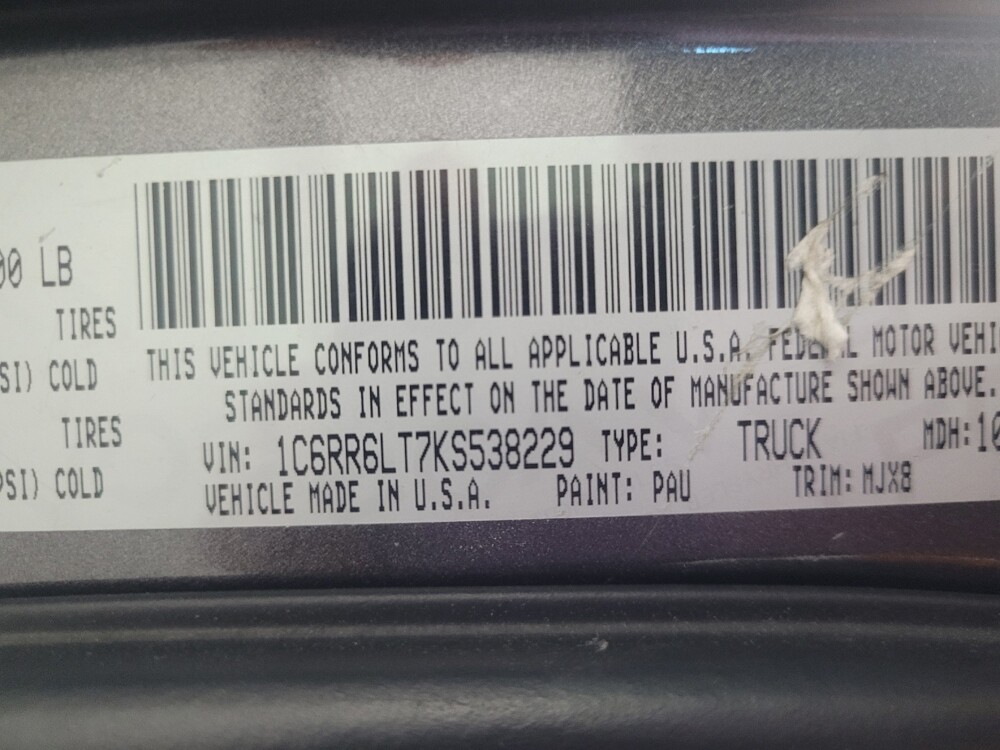 00 LB
TIRES
SI) COLD
TIRES
PSI) COLD
THIS VEHICLE CONFORMS TO ALL APPLICABLE U.S.A. FEDERAL MOTOR VEHI
STANDARDS IN EFFECT ON THE DATE OF MANUFACTURE SHOWN ABOVE.
VIN: 1C6RR6LT7KS538229 TYPE: TRUCK MDH:10
VEHICLE MADE IN U.S.A. PAINT: PAU TRIM: MJX8